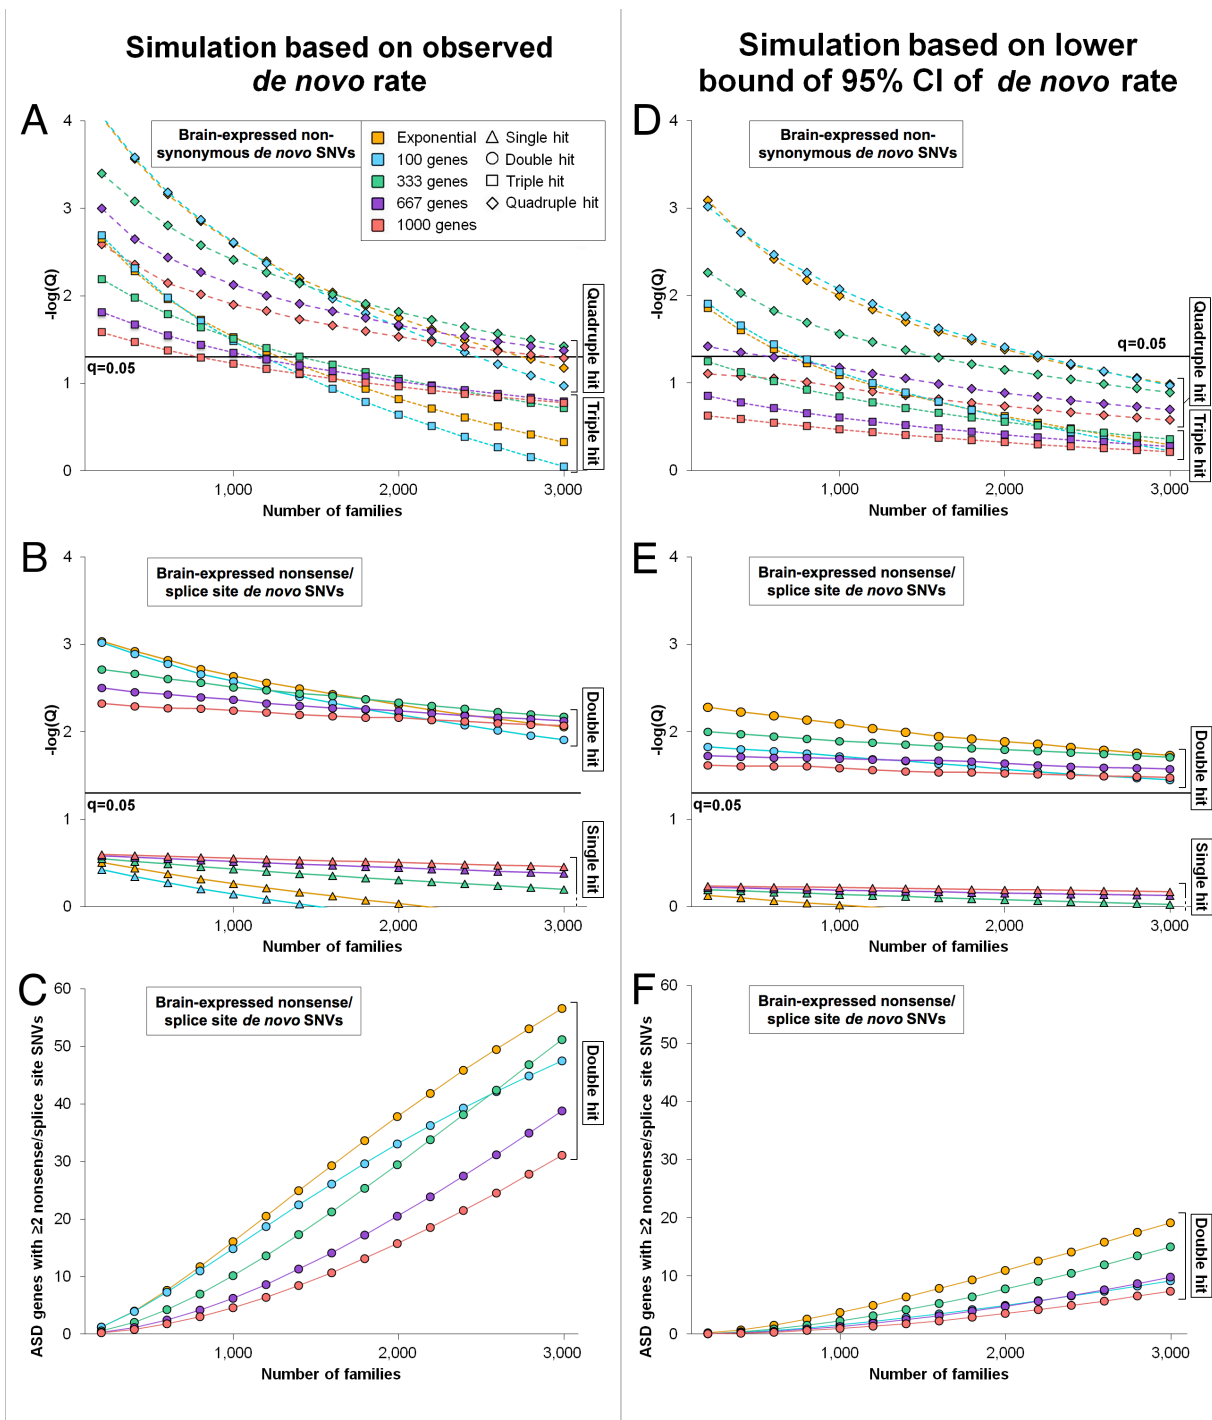 Simulation based on observed
de novo rate
Simulation based on lower
bound of 95% CI of de novo rate
A
4
3
2
1
0
-log(Q)
Brain-expressed non-
synonymous de novo SNVs
Exponential
100 genes
333 genes
667 genes
1000 genes
Single hit
Double hit
Triple hit
Quadruple hit
q=0.05
Quadruple hit
Triple hit
1,000
2,000
3,000
Number of families
D
4
3
2
1
0
-log(Q)
Brain-expressed non-
synonymous de novo SNVs
q=0.05
Quadruple hit
Triple hit
1,000
2,000
3,000
Number of families
B
4
3
2
1
0
-log(Q)
Brain-expressed nonsense/
splice site de novo SNVs
q=0.05
Double hit
Single hit
1,000
2,000
3,000
Number of families
E
4
3
2
1
0
-log(Q)
Brain-expressed nonsense/
splice site de novo SNVs
q=0.05
Double hit
Single hit
1,000
2,000
3,000
Number of families
C
60
50
40
30
20
10
0
ASD genes with ≥2 nonsense/splice site SNVs
Brain-expressed nonsense/
splice site de novo SNVs
Double hit
1,000
2,000
3,000
Number of families
F
60
50
40
30
20
10
0
ASD genes with ≥2 nonsense/splice site SNVs
Brain-expressed nonsense/
splice site de novo SNVs
Double hit
1,000
2,000
3,000
Number of families